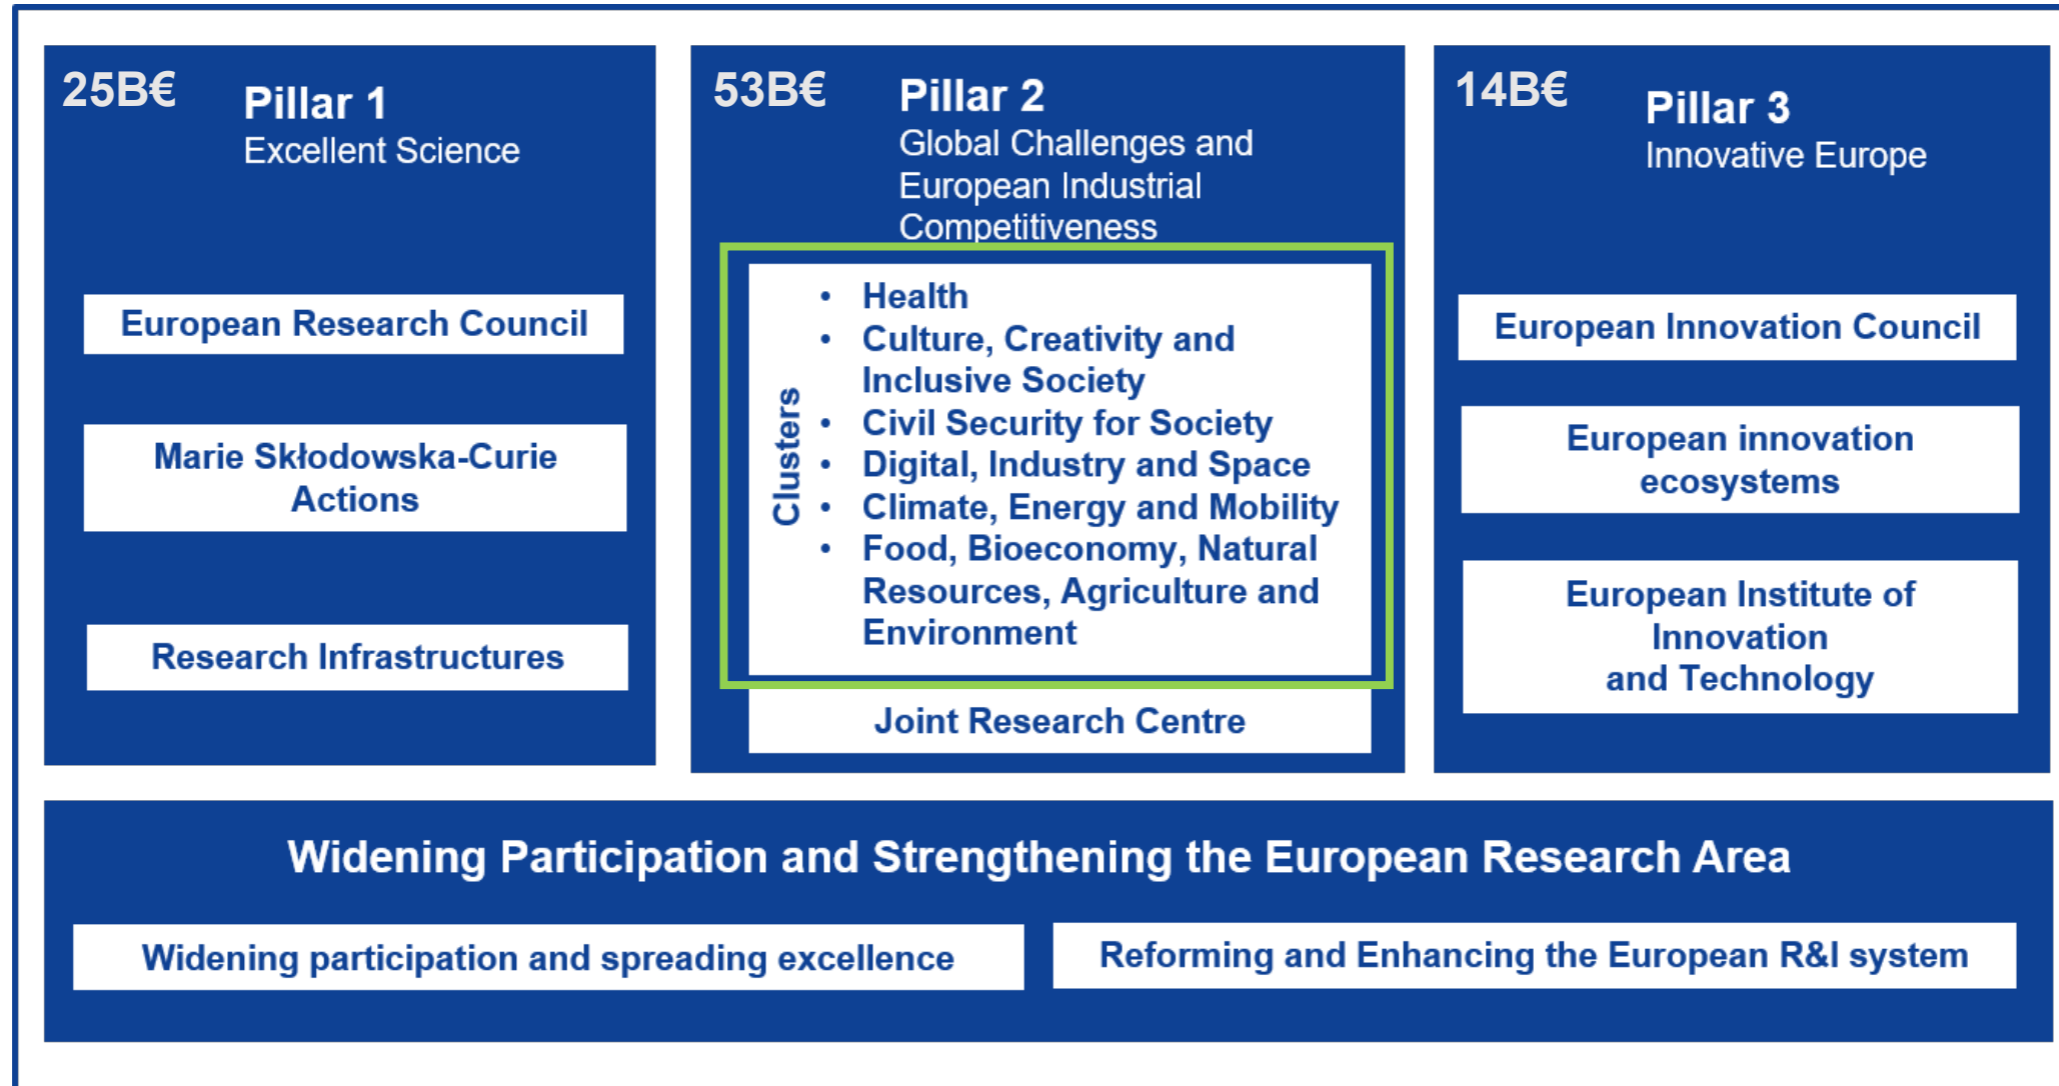 25B€
Pillar 1
Excellent Science
European Research Council
Marie Skłodowska-Curie
Actions
Research Infrastructures
53B€
Pillar 2
Global Challenges and
European Industrial
Competitiveness
Clusters
• Health
• Culture, Creativity and
Inclusive Society
• Civil Security for Society
• Digital, Industry and Space
• Climate, Energy and Mobility
• Food, Bioeconomy, Natural
Resources, Agriculture and
Environment
Joint Research Centre
14B€
Pillar 3
Innovative Europe
European Innovation Council
European innovation
ecosystems
European Institute of
Innovation
and Technology
Widening Participation and Strengthening the European Research Area
Widening participation and spreading excellence
Reforming and Enhancing the European R&I system